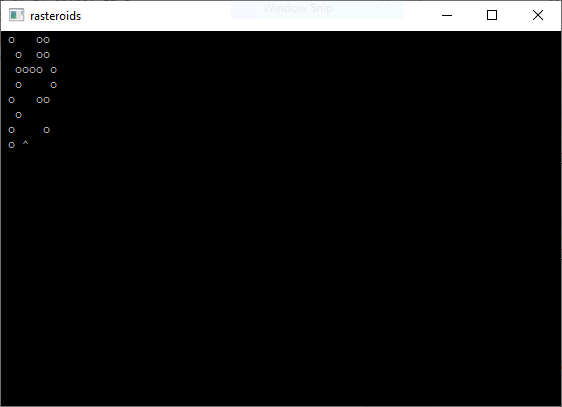 Window Snip
rasteroids
o   oo
 o  oo
 oooo o
 o    o
o   oo
 o
o    o
o ^